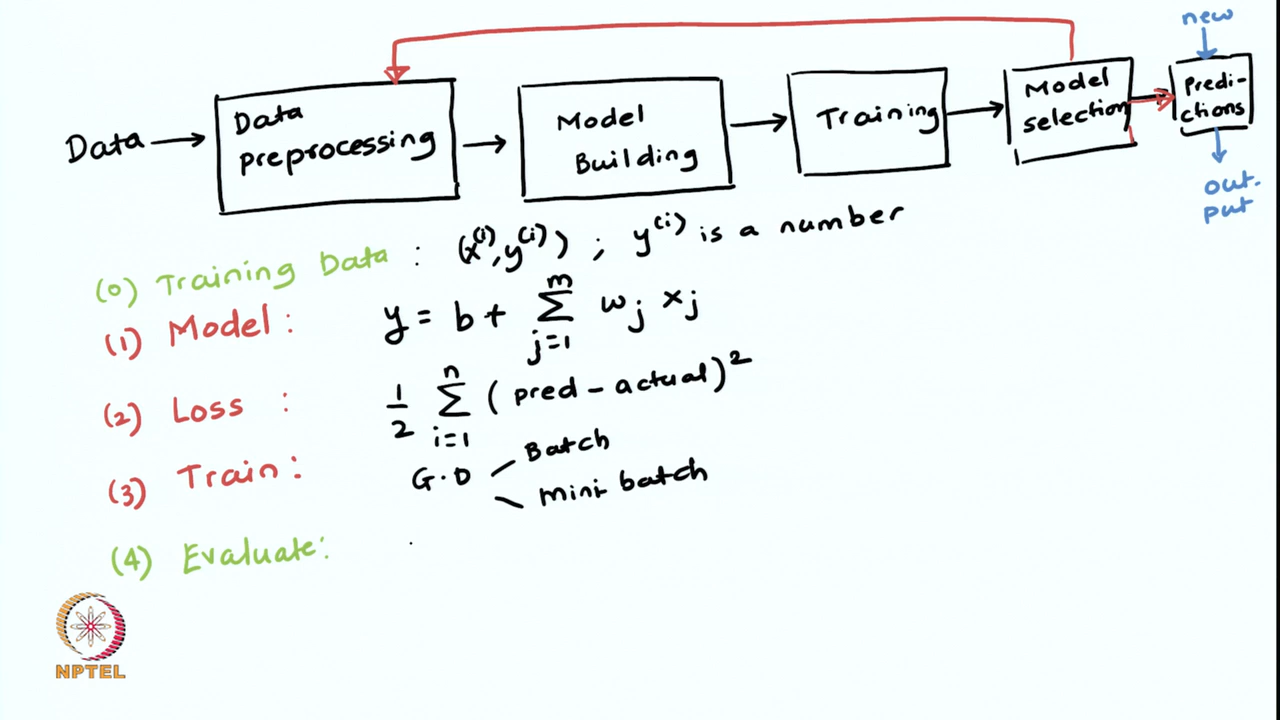 new
Data → Data preprocessing → Model Building → Training → Model selection → Predi-ctions
out-put
(0) Training Data : (x^(i), y^(i)) ; y^(i) is a number
(1) Model : y = b + Σ_{j=1}^{m} w_j x_j
(2) Loss : 1/2 Σ_{i=1}^{n} (pred - actual)^2
(3) Train : G.D Batch
Mini batch
(4) Evaluate:
NPTEL